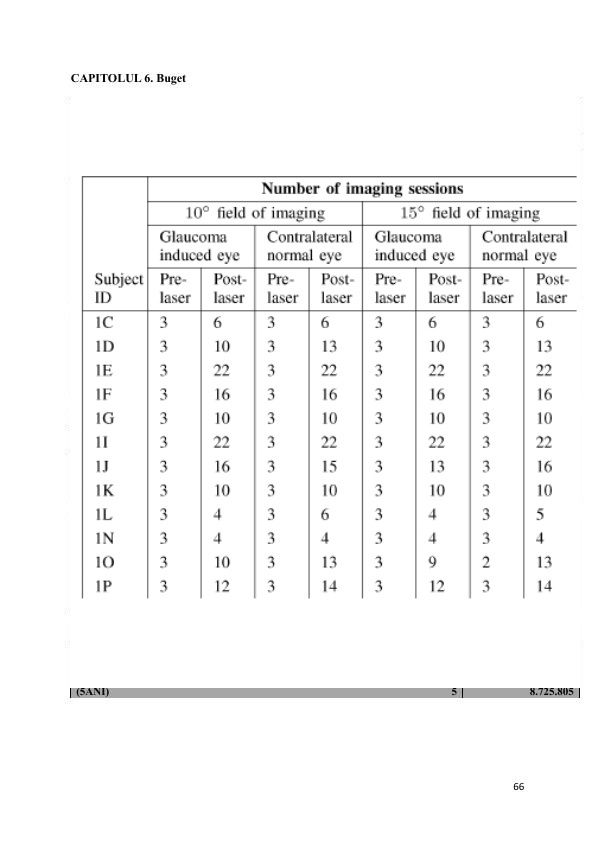 CAPITOLUL 6. Buget
Number of imaging sessions
10° field of imaging 15° field of imaging
Glaucoma induced eye Contralateral normal eye Glaucoma induced eye Contralateral normal eye
Subject ID Pre-laser Post-laser Pre-laser Post-laser Pre-laser Post-laser Pre-laser Post-laser
1C 3 6 3 6 3 6 3 6
1D 3 10 3 13 3 10 3 13
1E 3 22 3 22 3 22 3 22
1F 3 16 3 16 3 16 3 16
1G 3 10 3 10 3 10 3 10
1I 3 22 3 22 3 22 3 22
1J 3 16 3 15 3 13 3 16
1K 3 10 3 10 3 10 3 10
1L 3 4 3 6 3 4 3 5
1N 3 4 3 4 3 4 3 4
1O 3 10 3 13 3 9 2 13
1P 3 12 3 14 3 12 3 14
(5ANI) 5 8.725.805
66